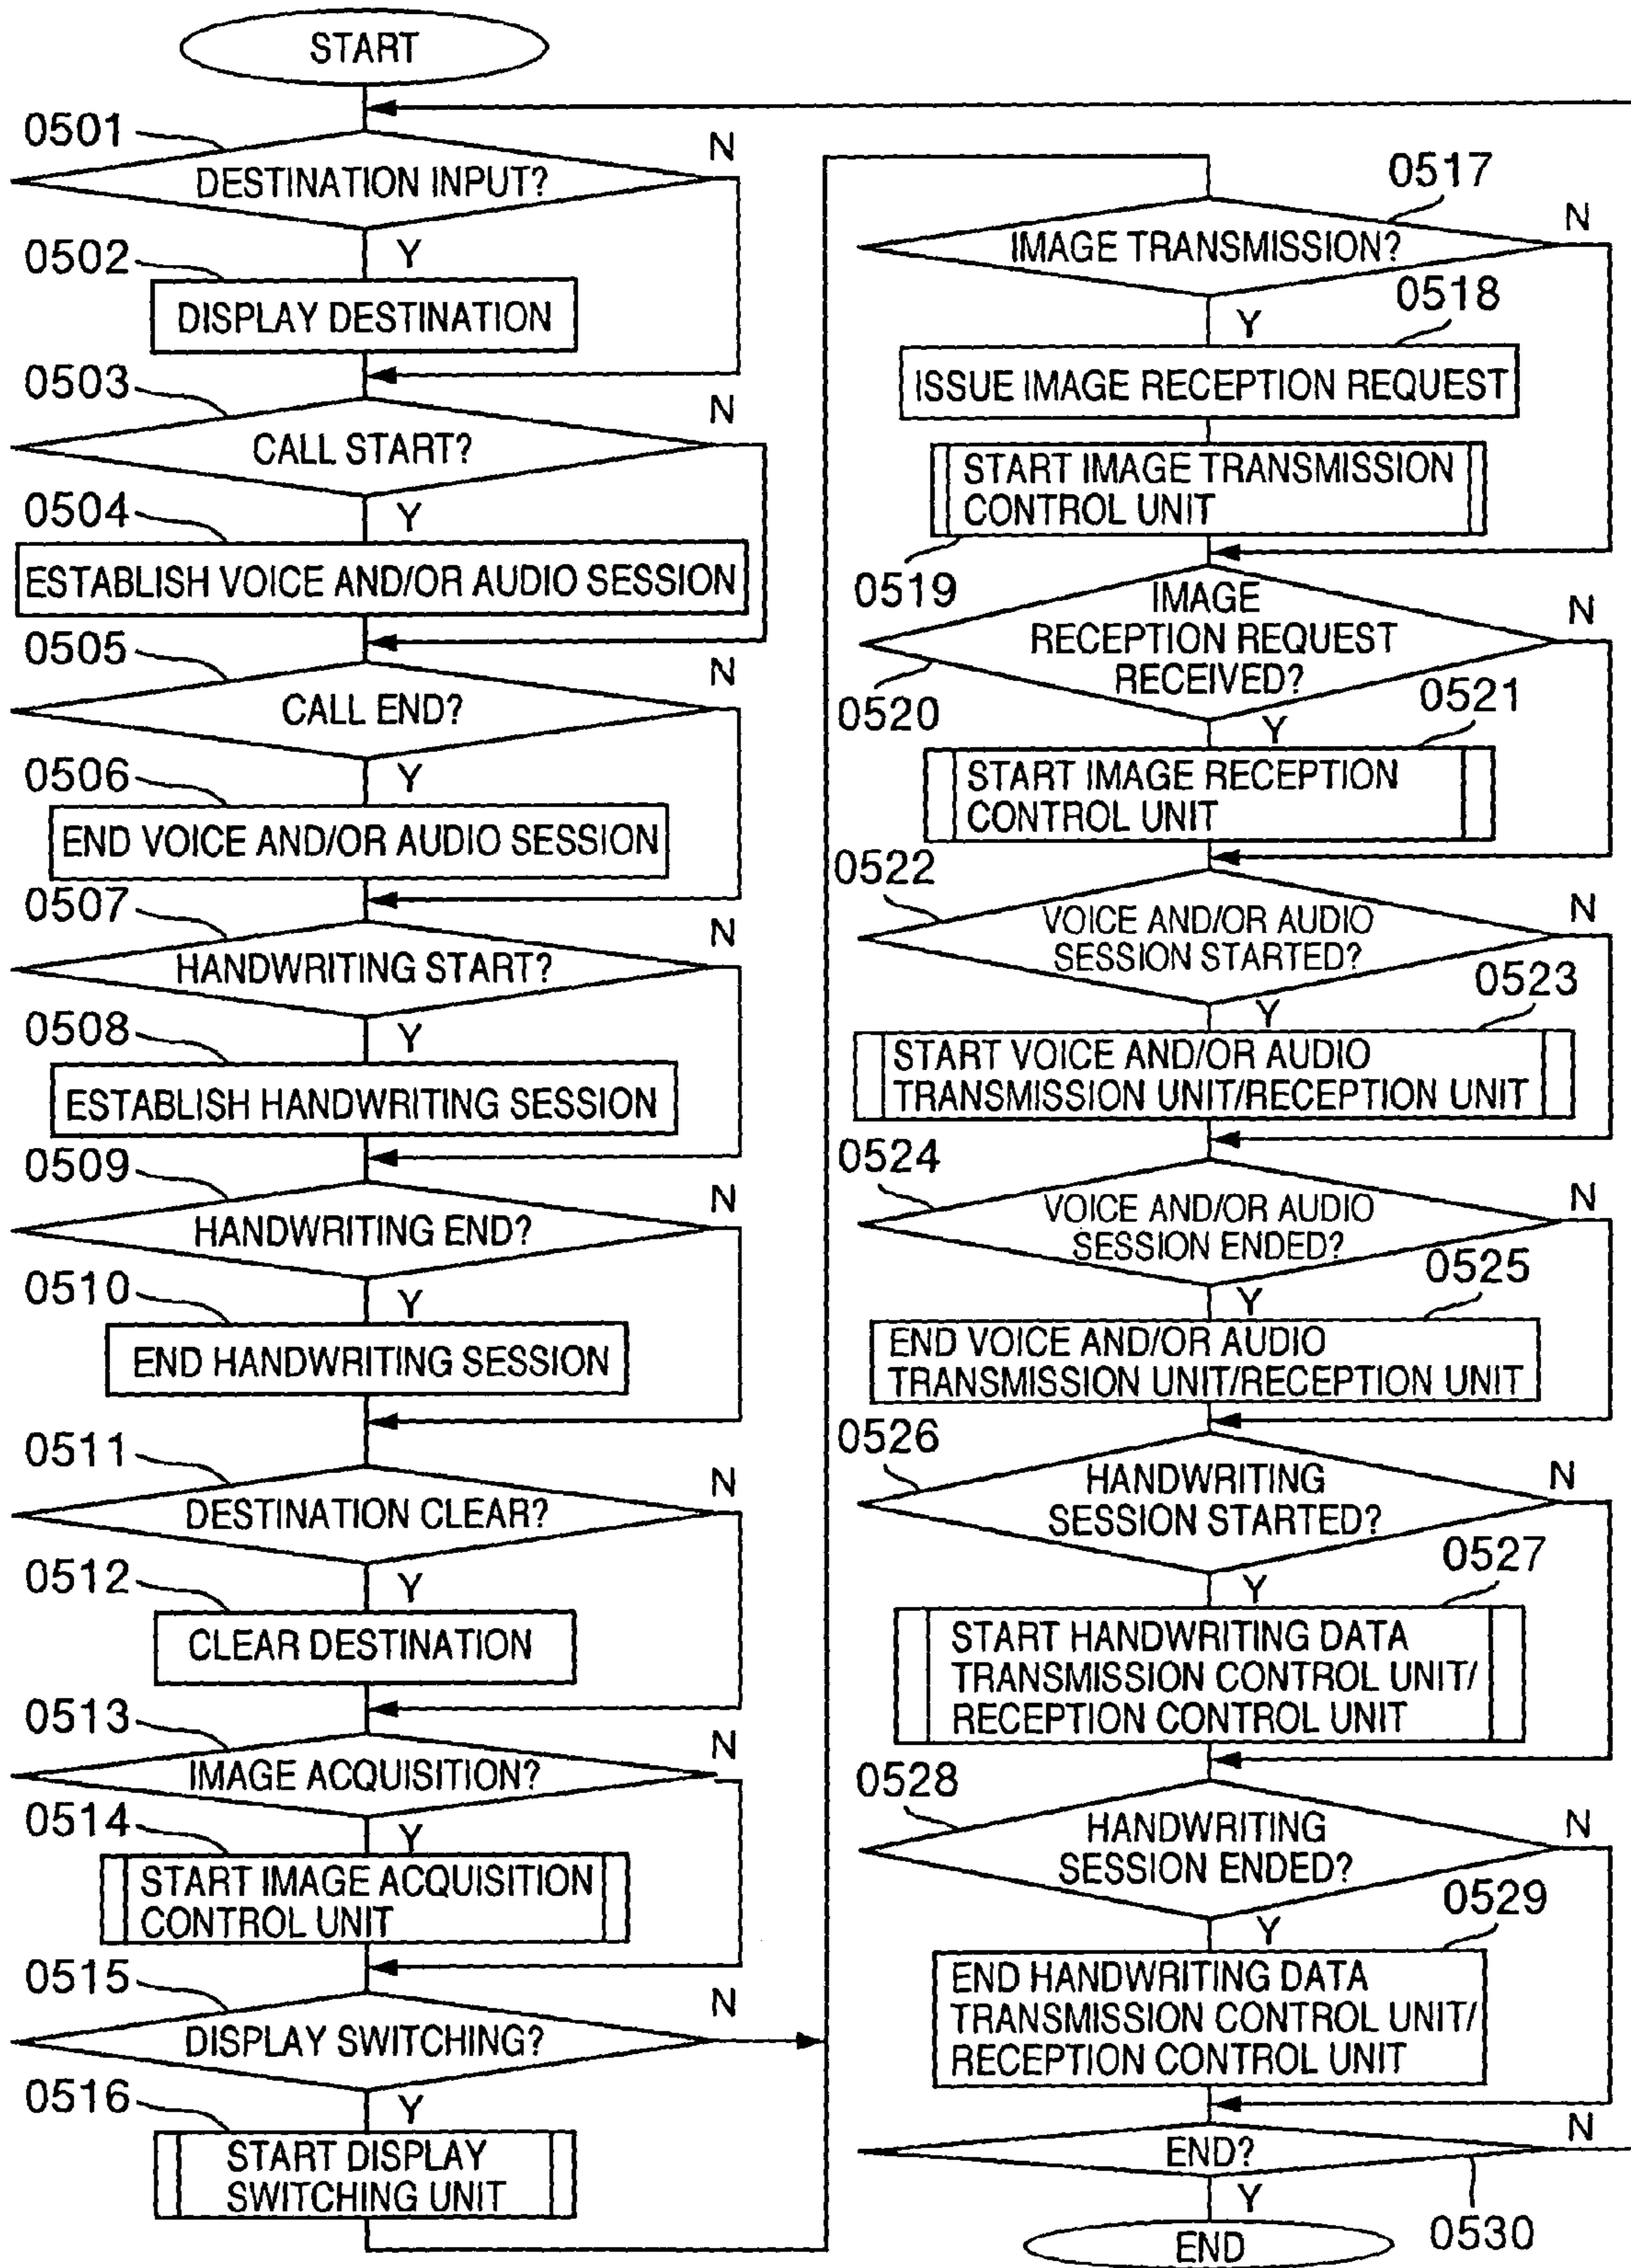 START
0501
DESTINATION INPUT?
N
Y
0502
DISPLAY DESTINATION
0503
CALL START?
N
Y
0504
ESTABLISH VOICE AND/OR AUDIO SESSION
0505
CALL END?
N
Y
0506
END VOICE AND/OR AUDIO SESSION
0507
HANDWRITING START?
N
Y
0508
ESTABLISH HANDWRITING SESSION
0509
HANDWRITING END?
N
Y
0510
END HANDWRITING SESSION
0511
DESTINATION CLEAR?
N
Y
0512
CLEAR DESTINATION
0513
IMAGE ACQUISITION?
N
Y
0514
START IMAGE ACQUISITION
CONTROL UNIT
0515
DISPLAY SWITCHING?
N
Y
0516
START DISPLAY
SWITCHING UNIT
0517
IMAGE TRANSMISSION?
N
Y
0518
ISSUE IMAGE RECEPTION REQUEST
START IMAGE TRANSMISSION
CONTROL UNIT
0519
IMAGE
RECEPTION REQUEST
RECEIVED?
N
0520
Y
0521
START IMAGE RECEPTION
CONTROL UNIT
0522
VOICE AND/OR AUDIO
SESSION STARTED?
N
Y
0523
START VOICE AND/OR AUDIO
TRANSMISSION UNIT/RECEPTION UNIT
0524
VOICE AND/OR AUDIO
SESSION ENDED?
N
Y
0525
END VOICE AND/OR AUDIO
TRANSMISSION UNIT/RECEPTION UNIT
0526
HANDWRITING
SESSION STARTED?
N
Y
0527
START HANDWRITING DATA
TRANSMISSION CONTROL UNIT/
RECEPTION CONTROL UNIT
0528
HANDWRITING
SESSION ENDED?
N
Y
0529
END HANDWRITING DATA
TRANSMISSION CONTROL UNIT/
RECEPTION CONTROL UNIT
END?
N
Y
0530
END